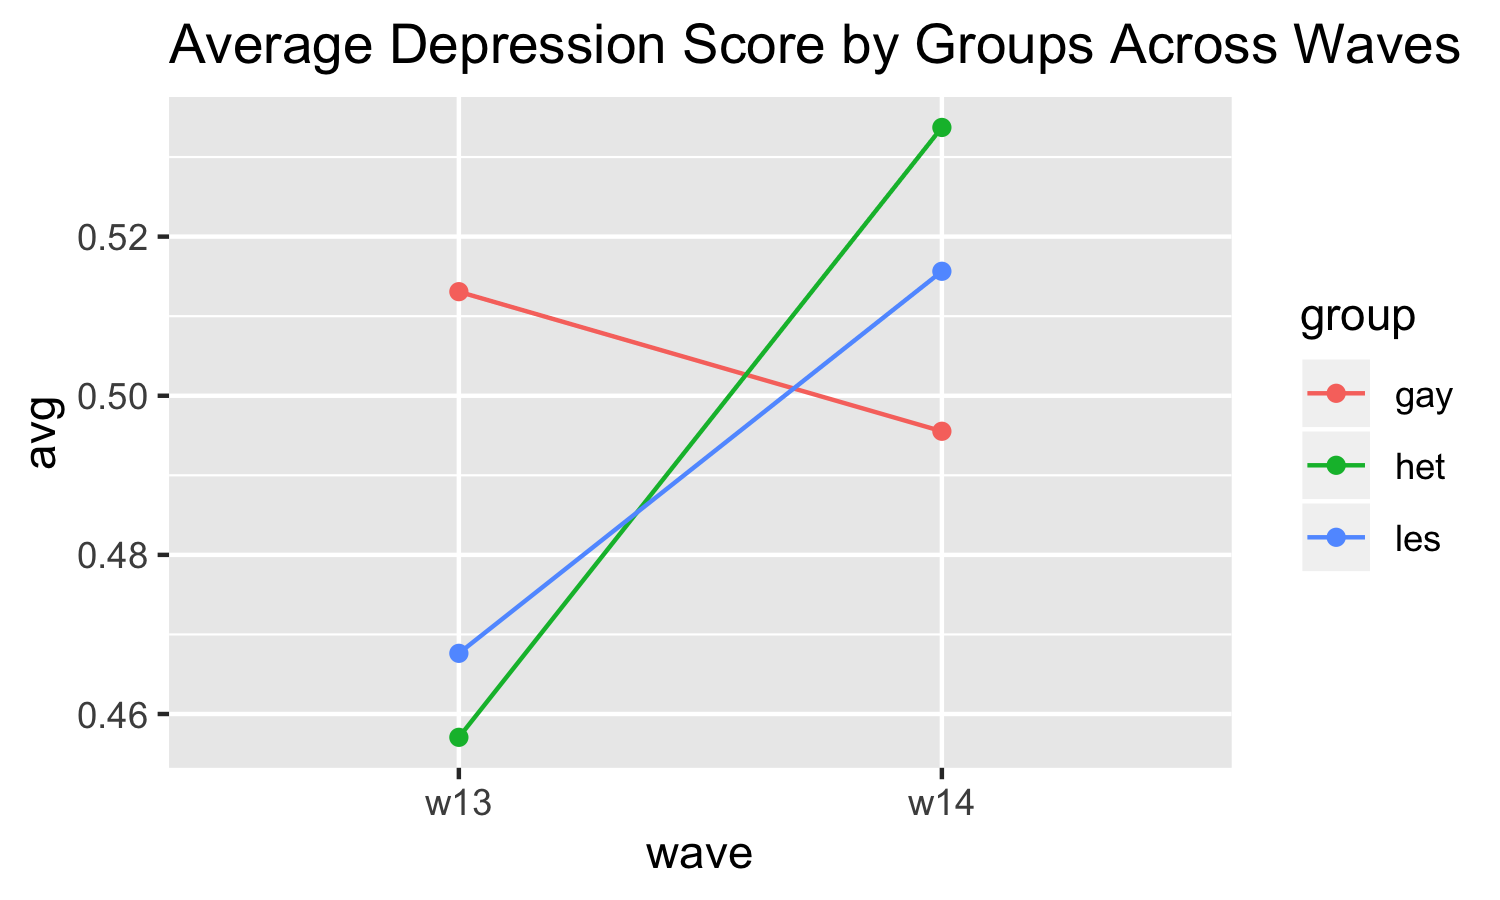 Average Depression Score by Groups Across Waves
0.52
0.50
0.48
0.46
avg
w13
w14
wave
group
gay
het
les